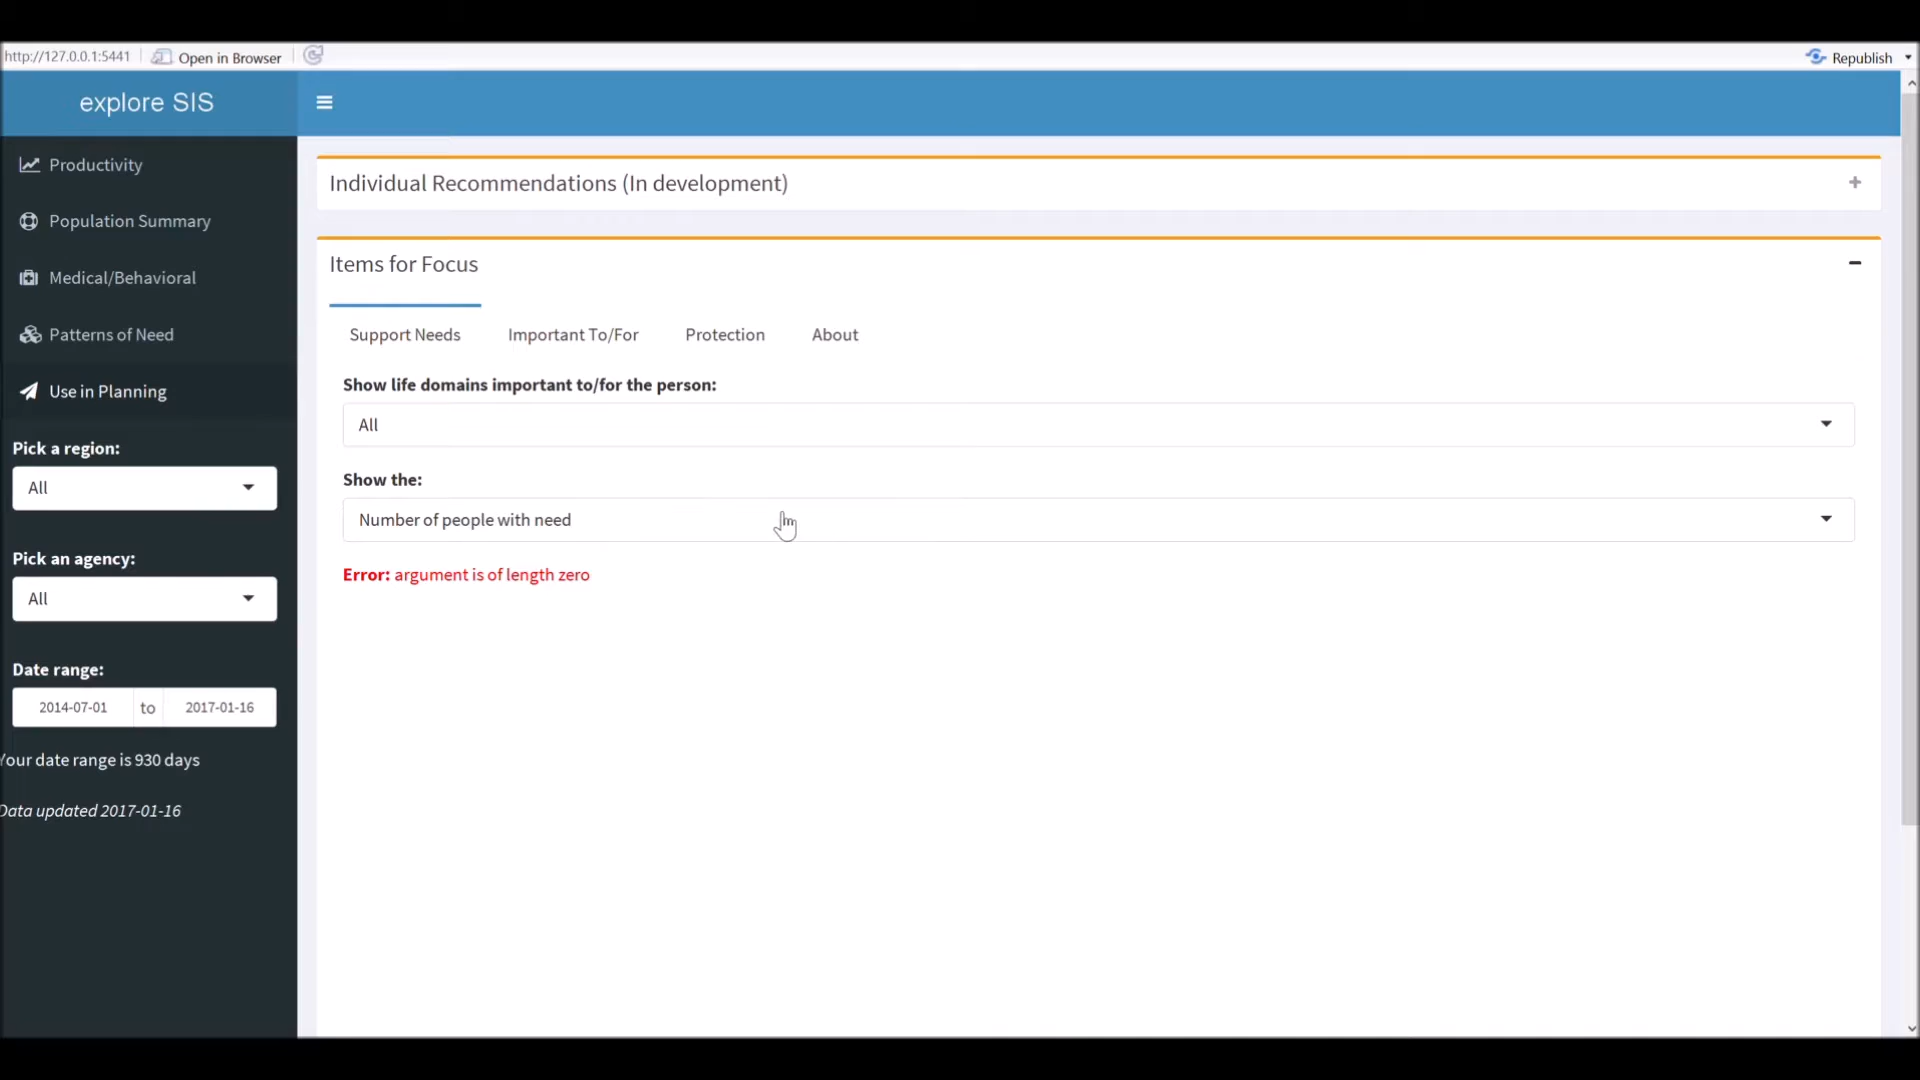 http://127.0.0.1:5441 Open in Browser Republish
explore SIS
Productivity
Population Summary
Medical/Behavioral
Patterns of Need
Use in Planning
Pick a region:
All
Pick an agency:
All
Date range:
2014-07-01 to 2017-01-16
Your date range is 930 days
Data updated 2017-01-16
Individual Recommendations (In development)
Items for Focus
Support Needs Important To/For Protection About
Show life domains important to/for the person:
All
Show the:
Number of people with need
Error: argument is of length zero